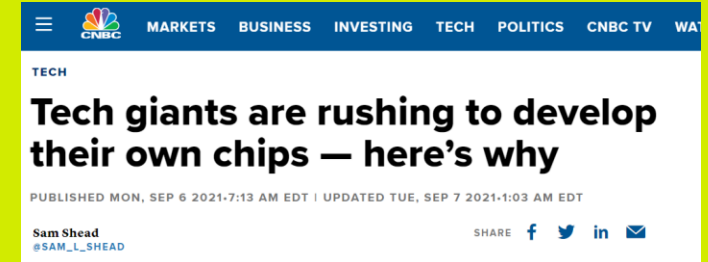 CNBC MARKETS BUSINESS INVESTING TECH POLITICS CNBC TV
TECH
Tech giants are rushing to develop
their own chips — here’s why
PUBLISHED MON, SEP 6 2021•7:13 AM EDT | UPDATED TUE, SEP 7 2021•1:03 AM EDT
Sam Shead SHARE f in
@SAM_L_SHEAD